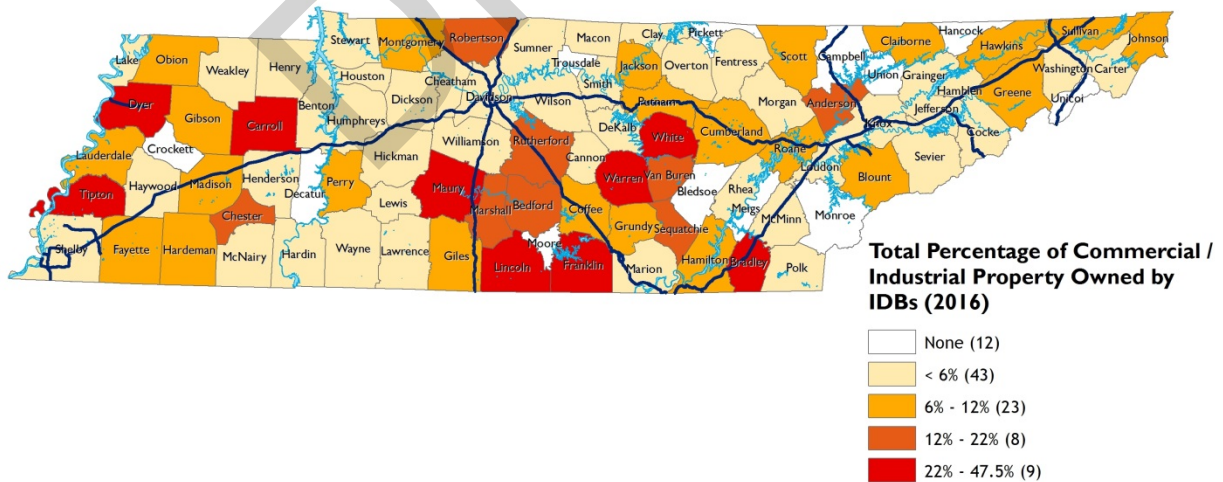 Lake
Obion
Weakley
Henry
Stewart
Montgomery
Robertson
Sumner
Macon
Clay
Pickett
Scott
Campbell
Claiborne
Hancock
Hawkins
Sullivan
Johnson
Dyer
Gibson
Carroll
Benton
Houston
Humphreys
Dickson
Cheatham
Davidson
Trousdale
Smith
Wilson
Jackson
Overton
Fentress
Putnam
Morgan
Anderson
Union
Grainger
Hamblen
Jefferson
Greene
Washington
Carter
Unicoi
Cocke
Lauderdale
Crockett
Tipton
Haywood
Madison
Henderson
Decatur
Perry
Hickman
Williamson
Rutherford
Cannon
DeKalb
White
Cumberland
Roane
Knox
Loudon
Blount
Sevier
Chester
Lewis
Maury
Marshall
Bedford
Coffee
Warren
Van Buren
Bledsoe
Rhea
Meigs
McMinn
Monroe
Shelby
Fayette
Hardeman
McNairy
Hardin
Wayne
Lawrence
Giles
Lincoln
Moore
Franklin
Grundy
Sequatchie
Marion
Hamilton
Bradley
Polk
Total Percentage of Commercial /
Industrial Property Owned by
IDBs (2016)
None (12)
< 6% (43)
6% - 12% (23)
12% - 22% (8)
22% - 47.5% (9)